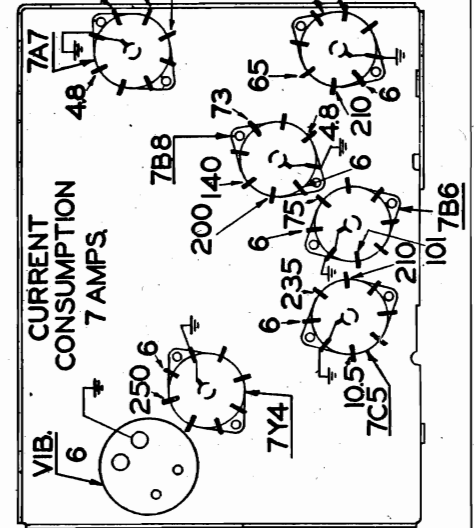 CURRENT
CONSUMPTION
7 AMPS.
VIB.
6
7A7
4.8
65
210
6
7B8
73
4.8
140
200
6
75
6
7B6
101
210
235
6
10.5
7C5
250
6
7Y4